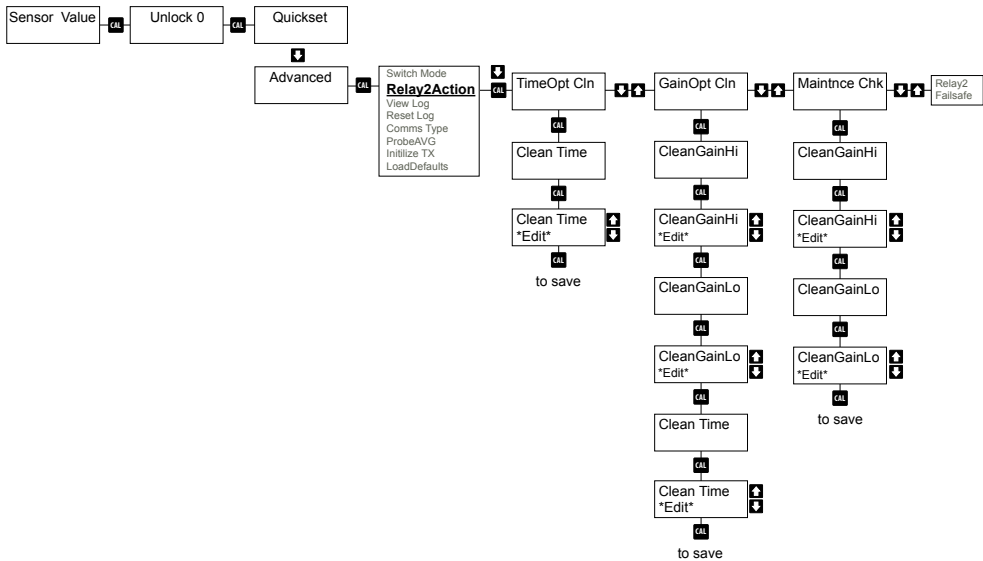 Sensor Value
CAL
Unlock 0
CAL
Quickset
Advanced
CAL
Switch Mode
Relay2Action
View Log
Reset Log
Comms Type
ProbeAVG
Initilize TX
LoadDefaults
CAL
TimeOpt Cln
CAL
Clean Time
CAL
Clean Time
*Edit*
CAL
to save
GainOpt Cln
CAL
CleanGainHi
CAL
CleanGainHi
*Edit*
CAL
CleanGainLo
CAL
CleanGainLo
*Edit*
CAL
Clean Time
CAL
Clean Time
*Edit*
CAL
to save
Maintnce Chk
CAL
CleanGainHi
CAL
CleanGainHi
*Edit*
CAL
CleanGainLo
CAL
CleanGainLo
*Edit*
CAL
to save
Relay2
Failsafe